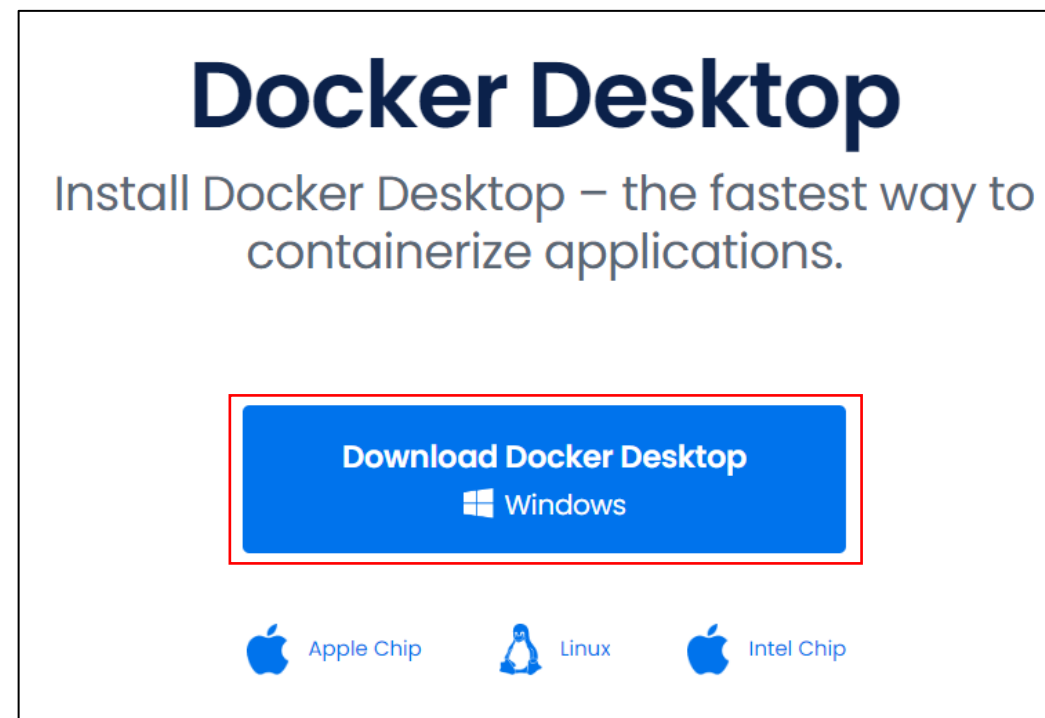 Docker Desktop
Install Docker Desktop – the fastest way to
containerize applications.
Download Docker Desktop
Windows
Apple Chip
Linux
Intel Chip